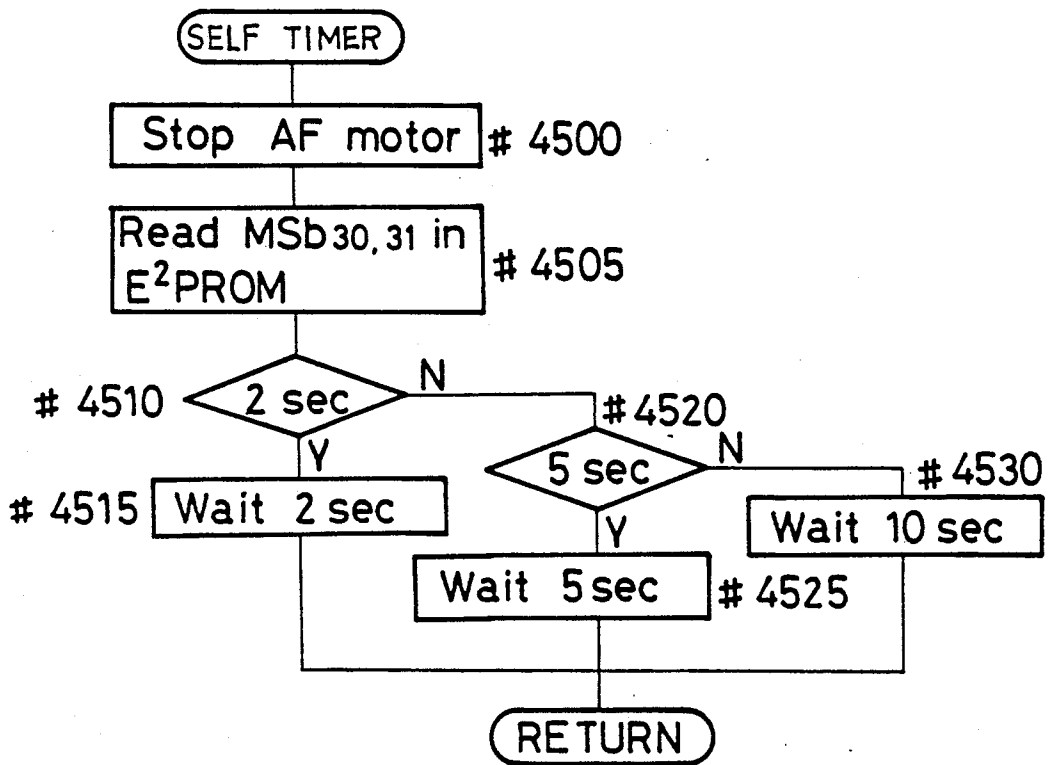 SELF TIMER
Stop AF motor # 4500
Read MSb30,31 in
E²PROM
# 4505
# 4510 2 sec N
# 4520
Y
5 sec N
# 4530
# 4515 Wait 2 sec
Wait 10 sec
Y
Wait 5 sec # 4525
RETURN